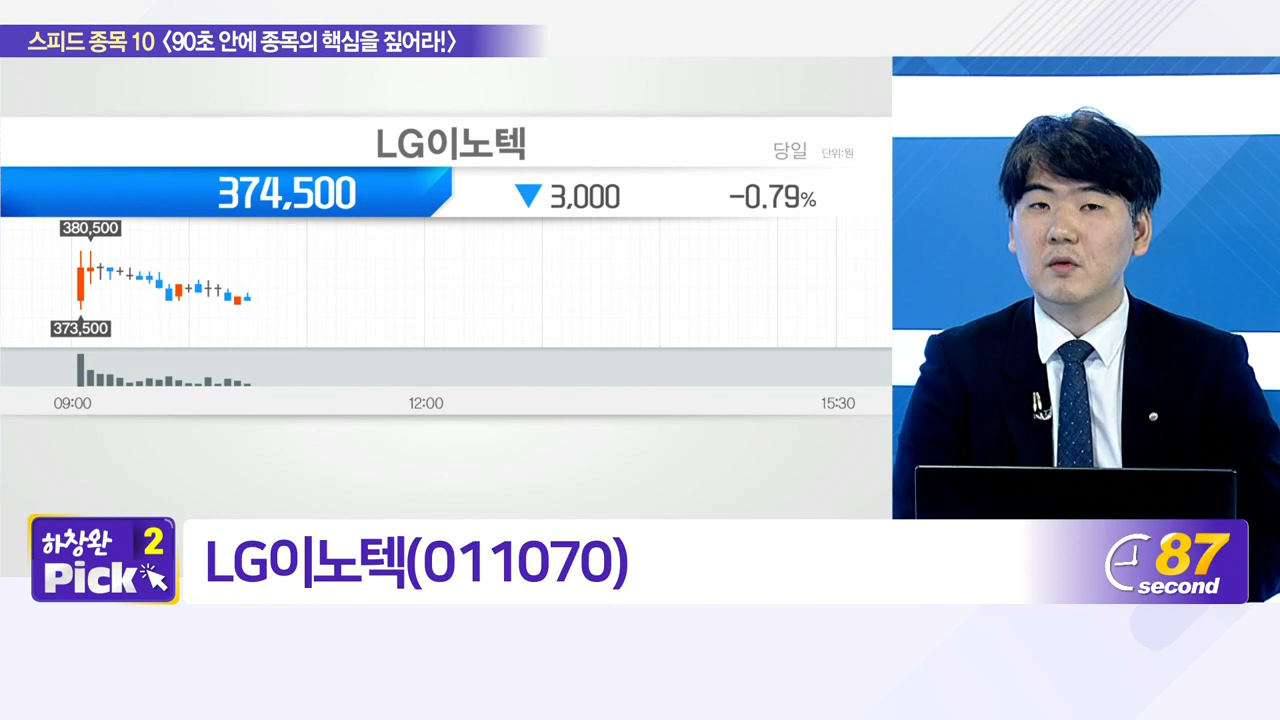 스피드 종목 10 〈90초 안에 종목의 핵심을 짚어라!〉
LG이노텍
당일 단위:원
374,500 ▼ 3,000 -0.79%
380,500
373,500
09:00 12:00 15:30
하창완 2
Pick
LG이노텍(011070)
87
second